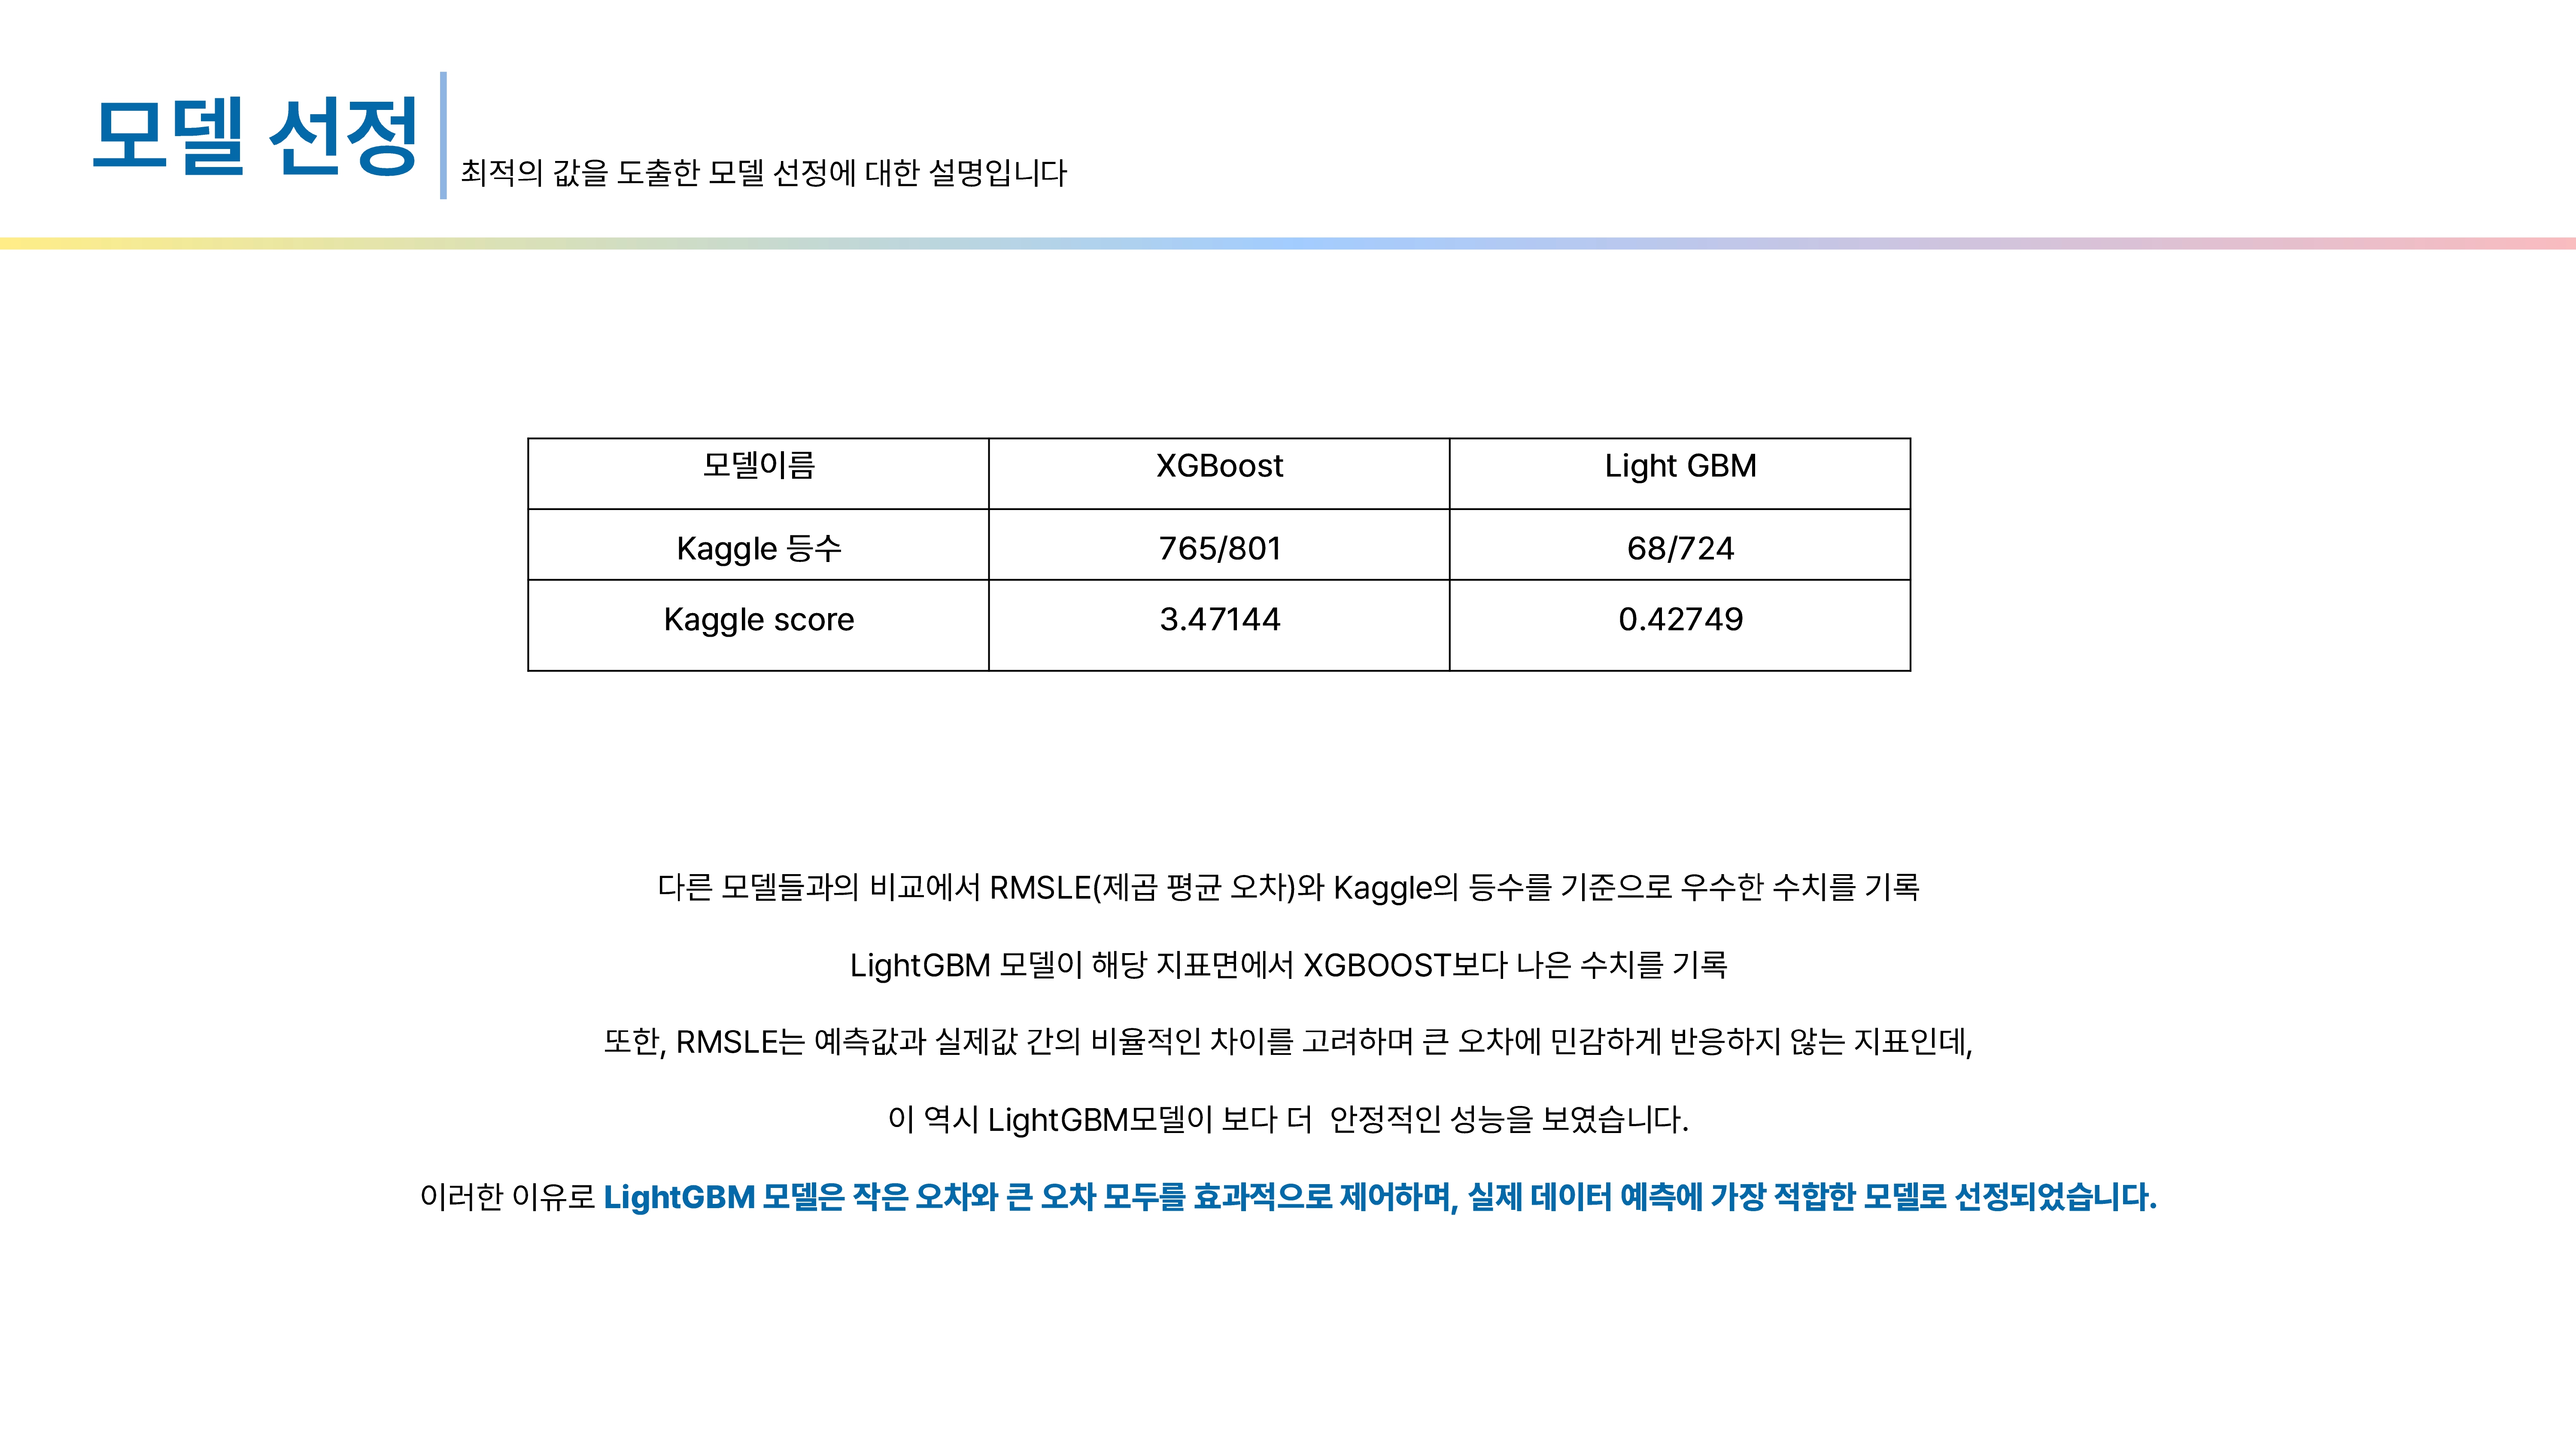 모델 선정
최적의 값을 도출한 모델 선정에 대한 설명입니다
모델이름 XGBoost Light GBM
Kaggle 등수 765/801 68/724
Kaggle score 3.47144 0.42749
다른 모델들과의 비교에서 RMSLE(제곱 평균 오차)와 Kaggle의 등수를 기준으로 우수한 수치를 기록
LightGBM 모델이 해당 지표면에서 XGBOOST보다 나은 수치를 기록
또한, RMSLE는 예측값과 실제값 간의 비율적인 차이를 고려하며 큰 오차에 민감하게 반응하지 않는 지표인데,
이 역시 LightGBM모델이 보다 더 안정적인 성능을 보였습니다.
이러한 이유로 LightGBM 모델은 작은 오차와 큰 오차 모두를 효과적으로 제어하며, 실제 데이터 예측에 가장 적합한 모델로 선정되었습니다.